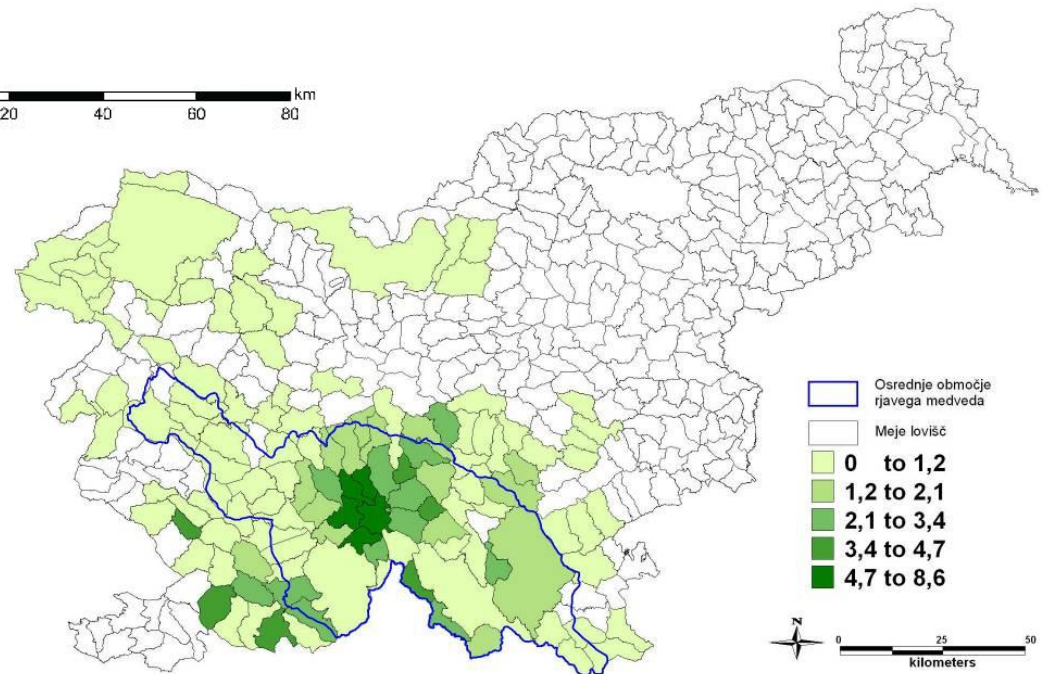 km
20 40 60 80
Osrednje območje
rjavega medveda
Meje lovišč
0 to 1,2
1,2 to 2,1
2,1 to 3,4
3,4 to 4,7
4,7 to 8,6
N
0 25 50
kilometers